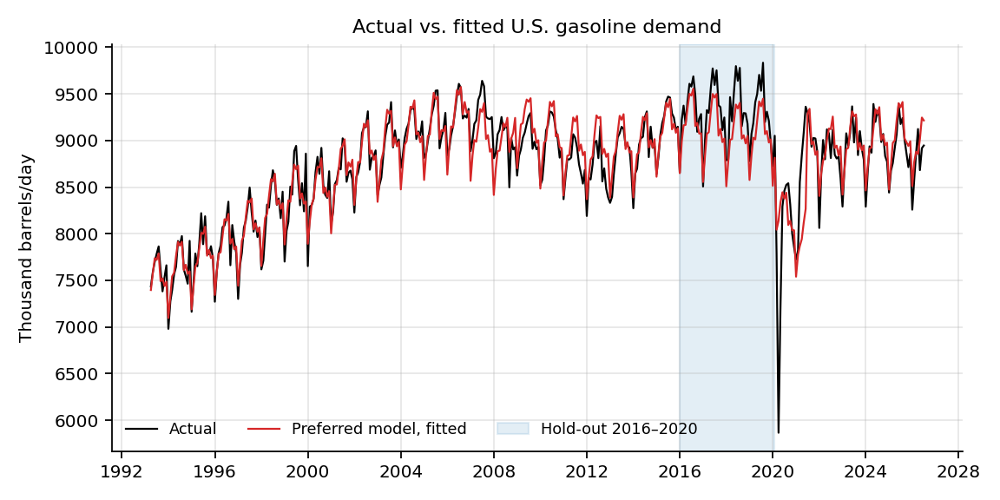 Actual vs. fitted U.S. gasoline demand
Thousand barrels/day
10000
9500
9000
8500
8000
7500
7000
6500
6000
Actual
Preferred model, fitted
Hold-out 2016–2020
1992 1996 2000 2004 2008 2012 2016 2020 2024 2028